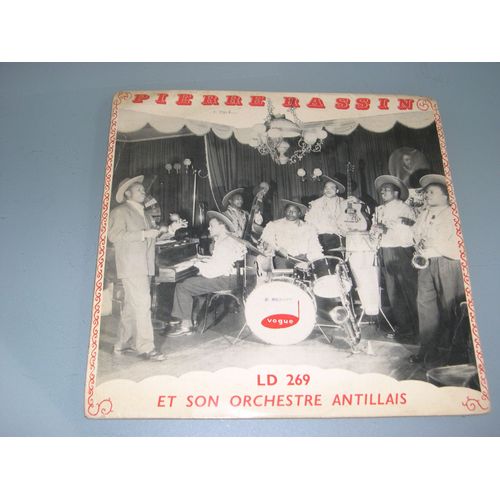 PIERRE RASSIN
vogue
LD 269
ET SON ORCHESTRE ANTILLAIS